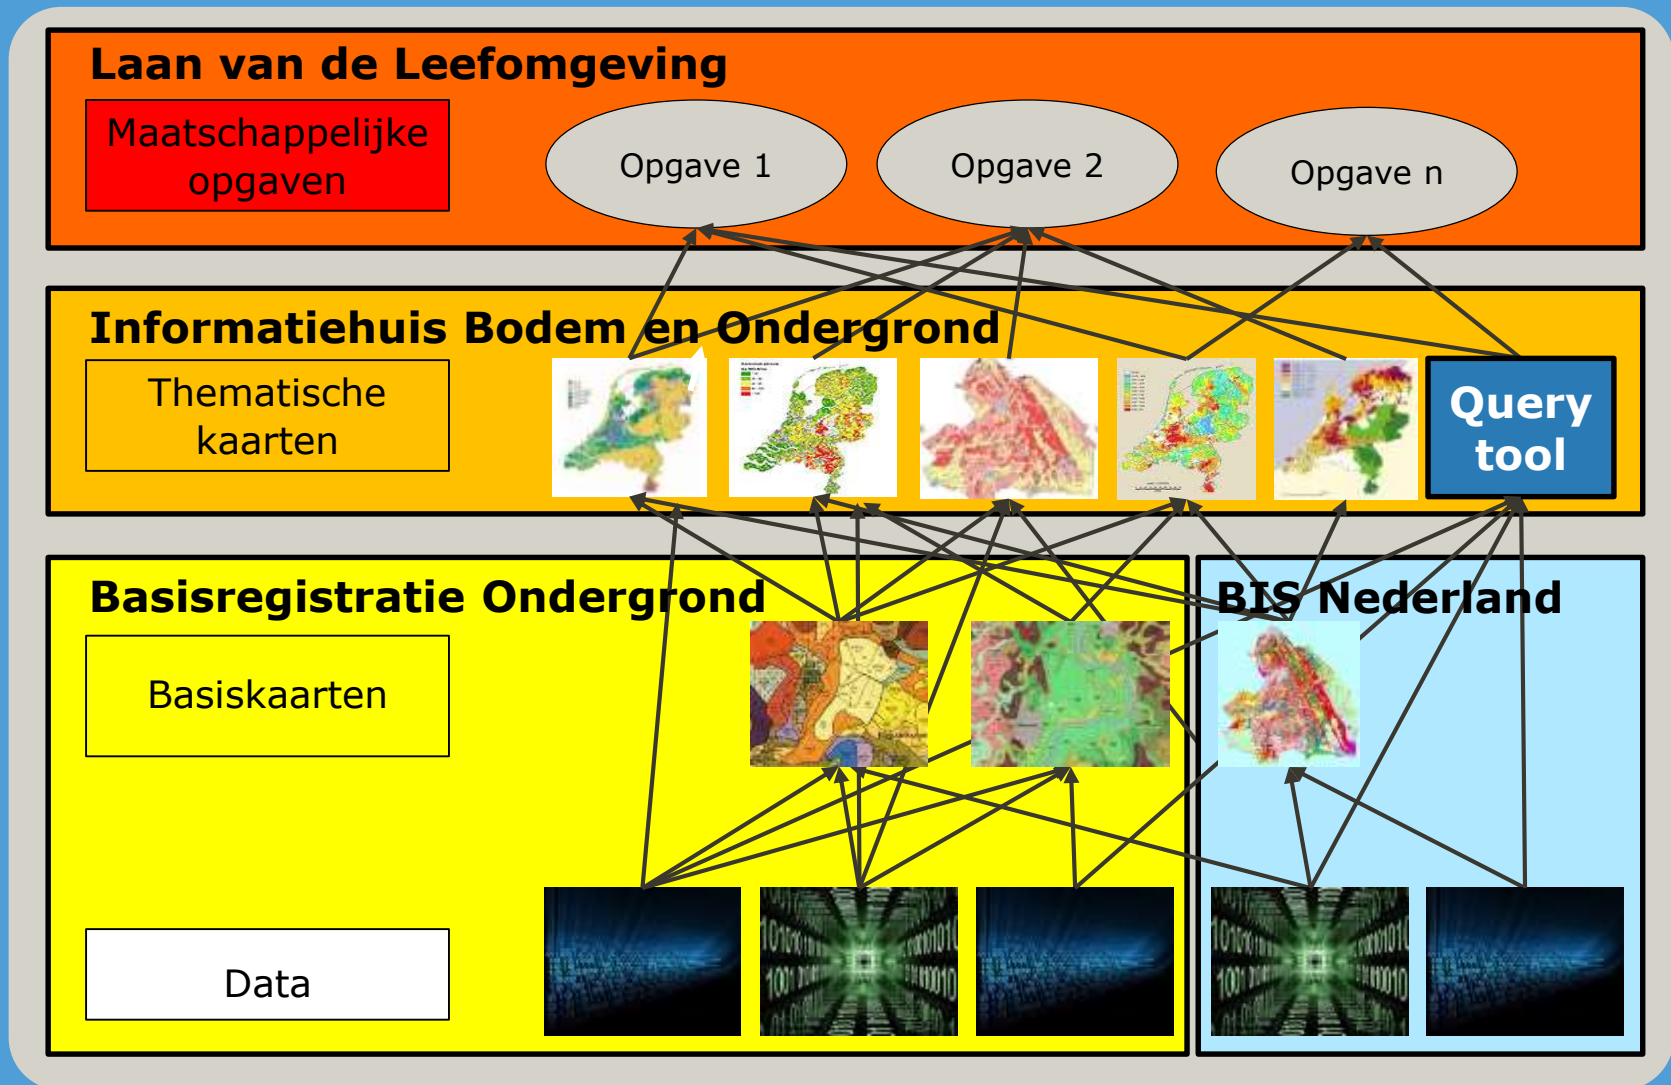 Laan van de Leefomgeving
Maatschappelijke
opgaven
Opgave 1
Opgave 2
Opgave n
Informatiehuis Bodem en Ondergrond
Thematische
kaarten
Query
tool
Basisregistratie Ondergrond
BIS Nederland
Basiskaarten
Data